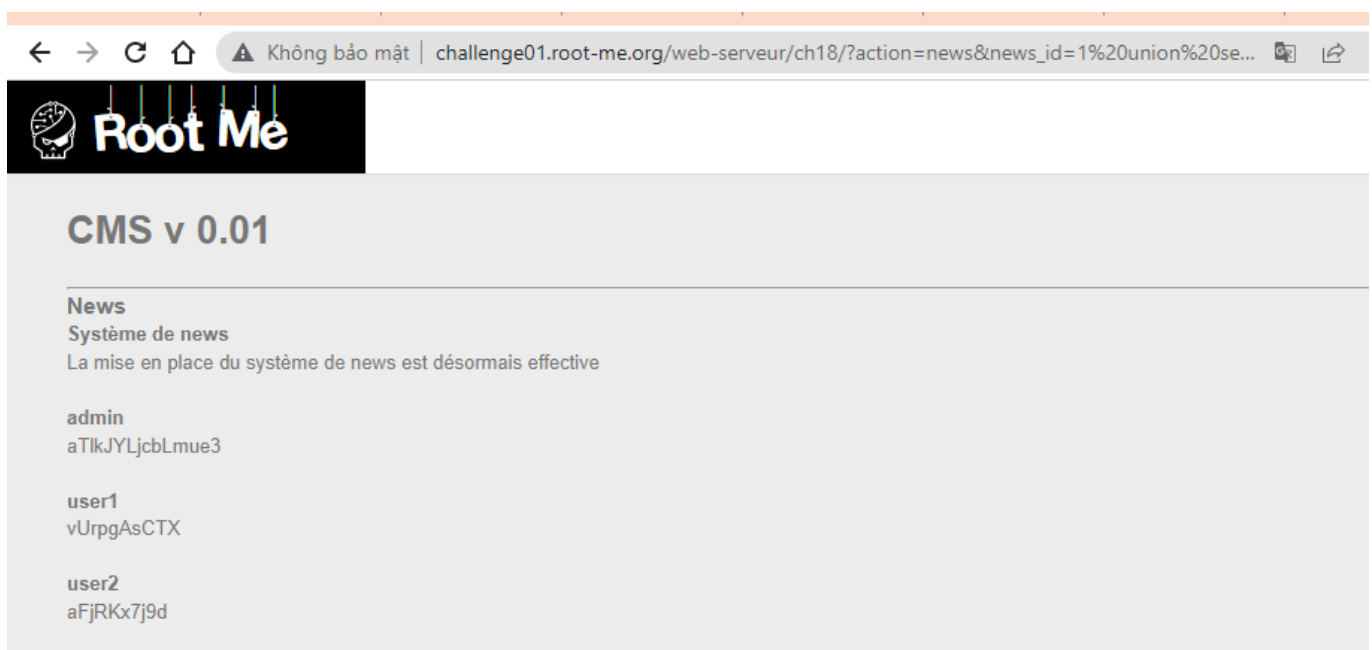 Không bảo mật | challenge01.root-me.org/web-serveur/ch18/?action=news&news_id=1%20union%20se...
Root Me
CMS v 0.01
News
Système de news
La mise en place du système de news est désormais effective
admin
aTlkJYLjcbLmue3
user1
vUrpgAsCTX
user2
aFjRKx7j9d